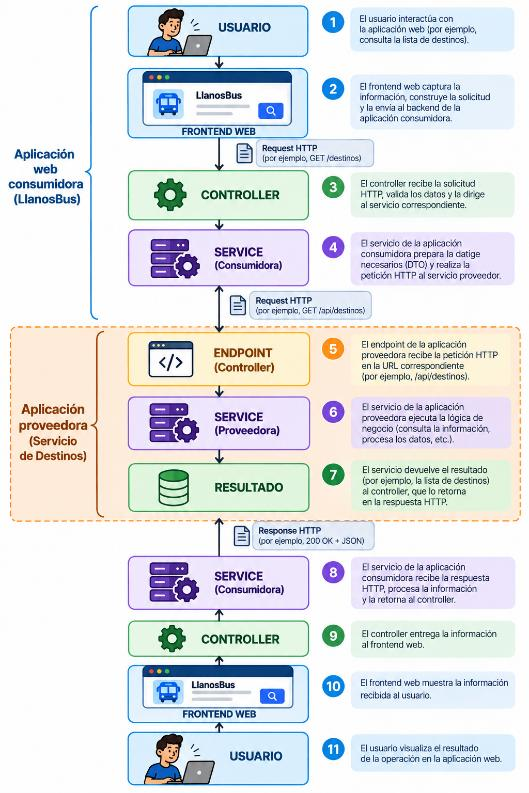 USUARIO
1
El usuario interactúa con
la aplicación web (por ejemplo,
consulta la lista de destinos).
LlanosBus
FRONTEND WEB
2
El frontend web captura la
información, construye la solicitud
y la envía al backend de la
aplicación consumidora.
Request HTTP
(por ejemplo, GET /destinos)
Aplicación
web
consumidora
(LlanosBus)
CONTROLLER
3
El controller recibe la solicitud
HTTP, valida los datos y la dirige
al servicio correspondiente.
SERVICE
(Consumidora)
4
El servicio de la aplicación
consumidora prepara la datige
necesarios (DTO) y realiza la
petición HTTP al servicio proveedor.
Request HTTP
(por ejemplo, GET /api/destinos)
Aplicación
proveedora
(Servicio
de Destinos)
ENDPOINT
(Controller)
5
El endpoint de la aplicación
proveedora recibe la petición HTTP
en la URL correspondiente
(por ejemplo, /api/destinos).
SERVICE
(Proveedora)
6
El servicio de la aplicación
proveedora ejecuta la lógica de
negocio (consulta la información,
procesa los datos, etc.).
RESULTADO
7
El servicio devuelve el resultado
(por ejemplo, la lista de destinos)
al controller, que lo retorna
en la respuesta HTTP.
Response HTTP
(por ejemplo, 200 OK + JSON)
SERVICE
(Consumidora)
8
El servicio de la aplicación
consumidora recibe la respuesta
HTTP, procesa la información
y la retorna al controller.
CONTROLLER
9
El controller entrega la información
al frontend web.
LlanosBus
FRONTEND WEB
10
El frontend web muestra la información
recibida al usuario.
USUARIO
11
El usuario visualiza el resultado
de la operación en la aplicación web.